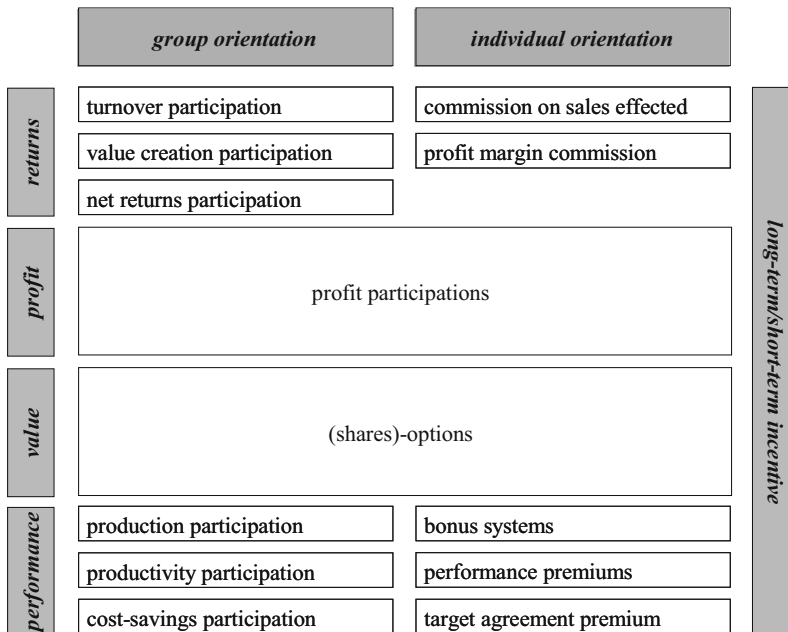 group orientation
individual orientation
returns
turnover participation
commission on sales effected
value creation participation
profit margin commission
net returns participation
profit
profit participations
value
(shares)-options
performance
production participation
bonus systems
productivity participation
performance premiums
cost-savings participation
target agreement premium
long-term/short-term incentive